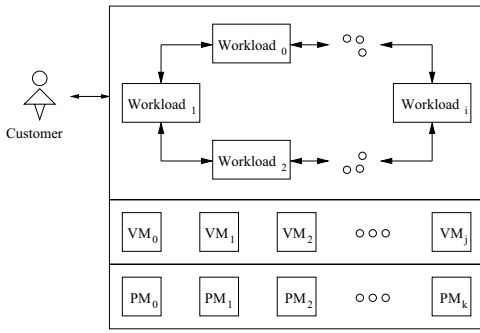 Workload 0
Workload 1
Workload i
Customer
Workload 2
VM0 VM1 VM2 VMj
PM0 PM1 PM2 PMk